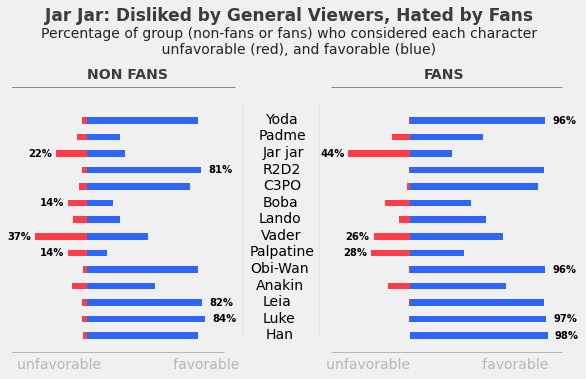 Jar Jar: Disliked by General Viewers, Hated by Fans
Percentage of group (non-fans or fans) who considered each character
unfavorable (red), and favorable (blue)
NON FANS FANS
Yoda 96%
Padme
22% Jar jar 44%
81% R2D2
C3PO
14% Boba
Lando
37% Vader 26%
14% Palpatine 28%
Obi-Wan 96%
Anakin
82% Leia
84% Luke 97%
Han 98%
unfavorable favorable unfavorable favorable